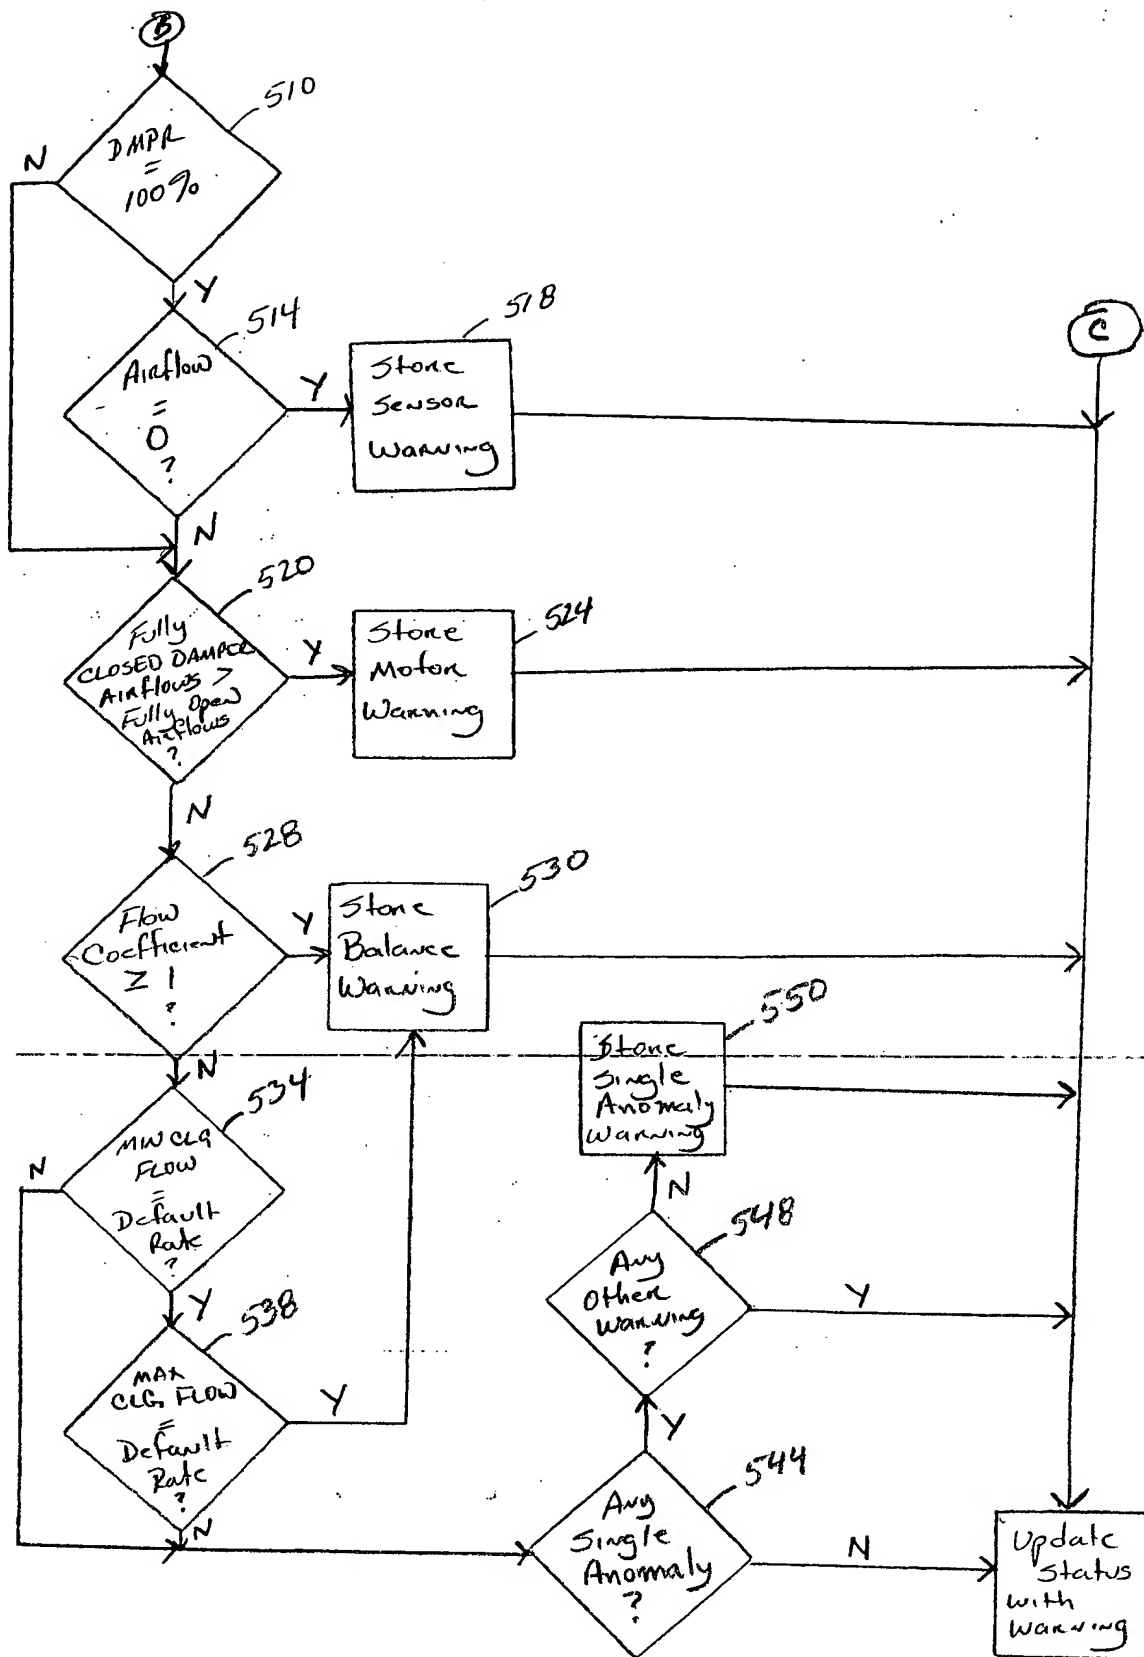 B
510
DMPR
=
100%
N
Y
514
Airflow
=
0
?
Y
518
Store
Sensor
Warning
C
N
520
Fully
CLOSED DAMPER
AIRflows >
Fully Open
Airflows
?
Y
524
Store
Motor
Warning
N
528
Flow
Coefficient
≥ 1
?
Y
530
Store
Balance
Warning
N
534
MIN CLG
FLOW
=
Default
Rate
?
N
Y
538
MAX
CLG. FLOW
=
Default
Rate
?
Y
N
550
Store
Single
Anomaly
Warning
N
548
Any
Other
Warning
?
Y
Y
544
Any
Single
Anomaly
?
N
Update
Status
with
Warning